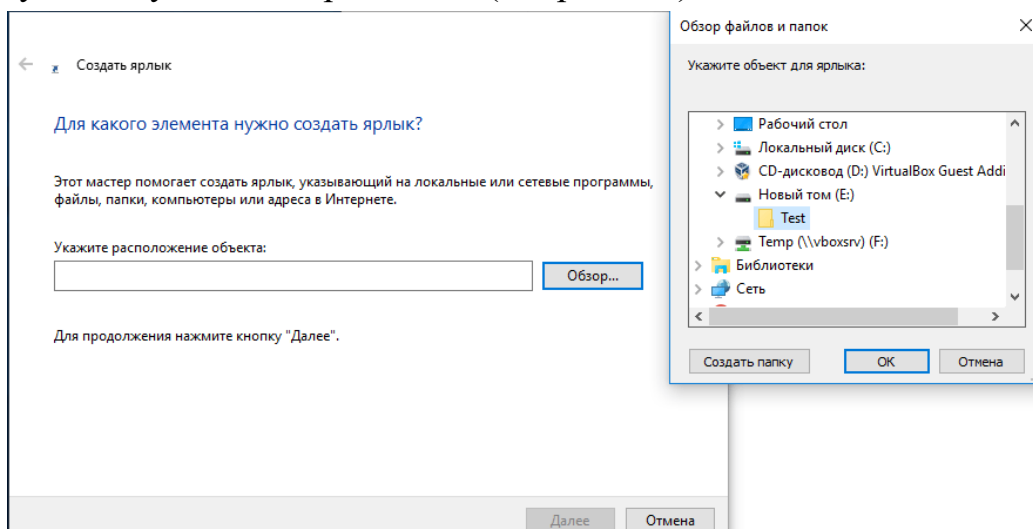 Создать ярлык
Для какого элемента нужно создать ярлык?
Этот мастер помогает создать ярлык, указывающий на локальные или сетевые программы,
файлы, папки, компьютеры или адреса в Интернете.
Укажите расположение объекта:
Обзор...
Для продолжения нажмите кнопку "Далее".
Далее
Отмена
Обзор файлов и папок
Укажите объект для ярлыка:
Рабочий стол
Локальный диск (C:)
CD-дисковод (D:) VirtualBox Guest Addi
Новый том (E:)
Test
Temp (\\vboxsrv) (F:)
Библиотеки
Сеть
Создать папку
ОК
Отмена